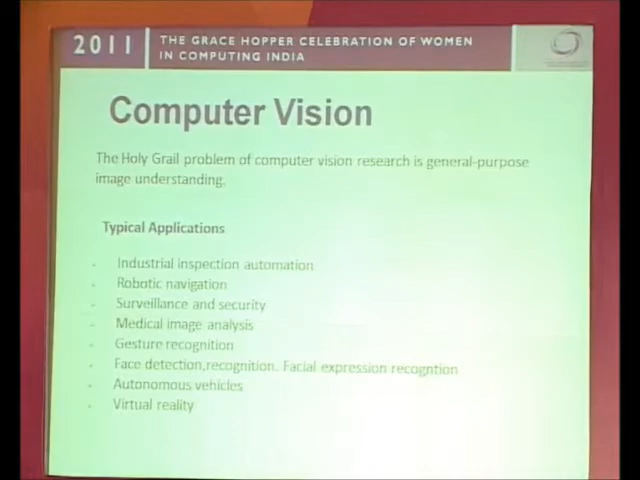 2011
THE GRACE HOPPER CELEBRATION OF WOMEN
IN COMPUTING INDIA
Computer Vision
The Holy Grail problem of computer vision research is general-purpose
image understanding.
Typical Applications
Industrial inspection automation
Robotic navigation
Surveillance and security
Medical image analysis
Gesture recognition
Face detection,recognition. Facial expression recogntion
Autonomous vehicles
Virtual reality